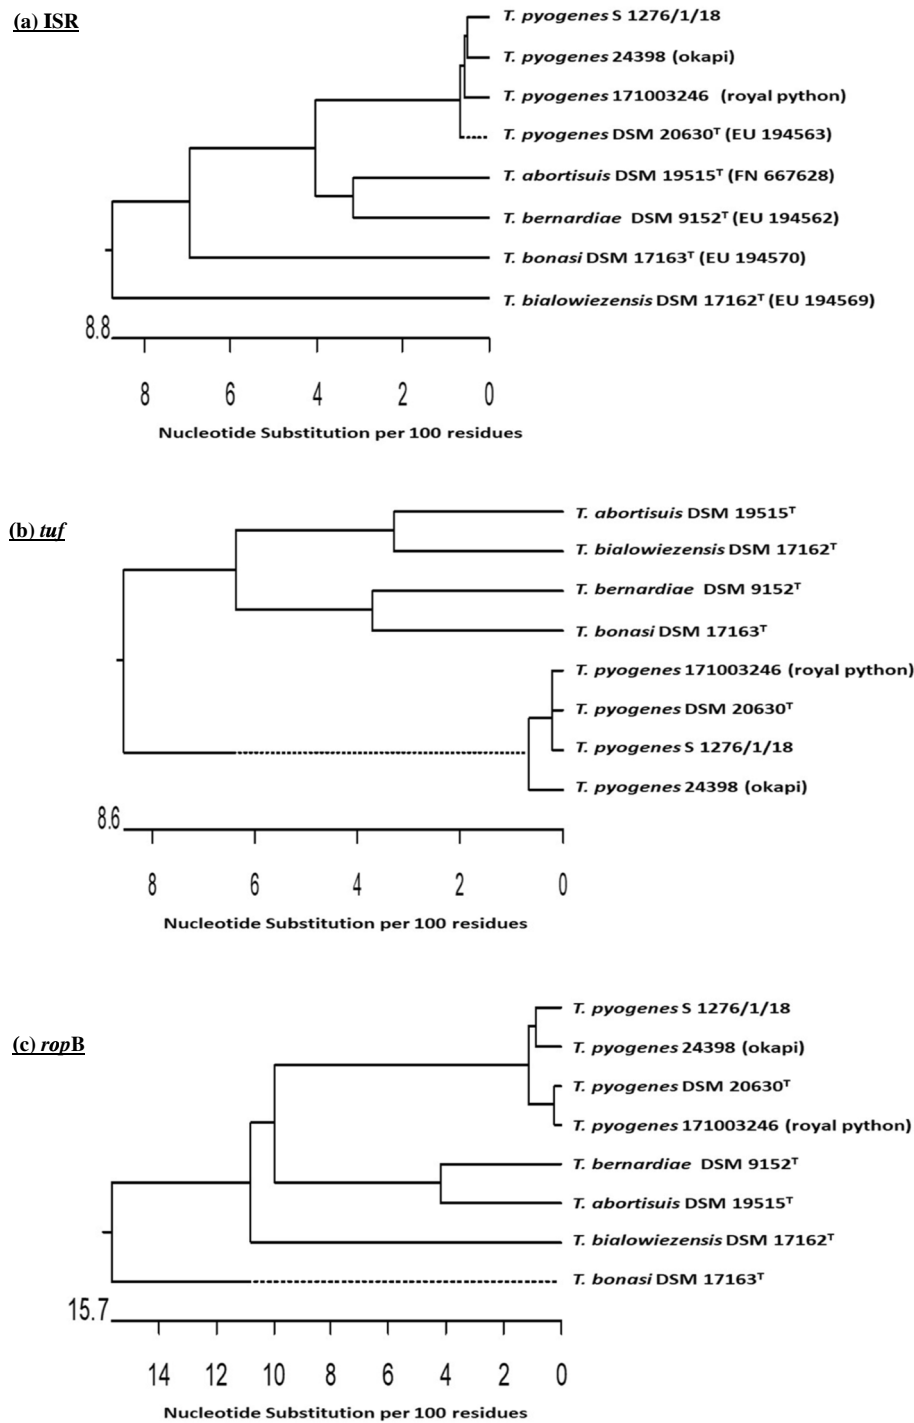 (a) ISR
T. pyogenes S 1276/1/18
T. pyogenes 24398 (okapi)
T. pyogenes 171003246 (royal python)
T. pyogenes DSM 20630ᵀ (EU 194563)
T. abortisuis DSM 19515ᵀ (FN 667628)
T. bernardiae DSM 9152ᵀ (EU 194562)
T. bonasi DSM 17163ᵀ (EU 194570)
T. bialowiezensis DSM 17162ᵀ (EU 194569)
8.8
8 6 4 2 0
Nucleotide Substitution per 100 residues
(b) tuf
T. abortisuis DSM 19515ᵀ
T. bialowiezensis DSM 17162ᵀ
T. bernardiae DSM 9152ᵀ
T. bonasi DSM 17163ᵀ
T. pyogenes 171003246 (royal python)
T. pyogenes DSM 20630ᵀ
T. pyogenes S 1276/1/18
T. pyogenes 24398 (okapi)
8.6
8 6 4 2 0
Nucleotide Substitution per 100 residues
(c) ropB
T. pyogenes S 1276/1/18
T. pyogenes 24398 (okapi)
T. pyogenes DSM 20630ᵀ
T. pyogenes 171003246 (royal python)
T. bernardiae DSM 9152ᵀ
T. abortisuis DSM 19515ᵀ
T. bialowiezensis DSM 17162ᵀ
T. bonasi DSM 17163ᵀ
15.7
14 12 10 8 6 4 2 0
Nucleotide Substitution per 100 residues